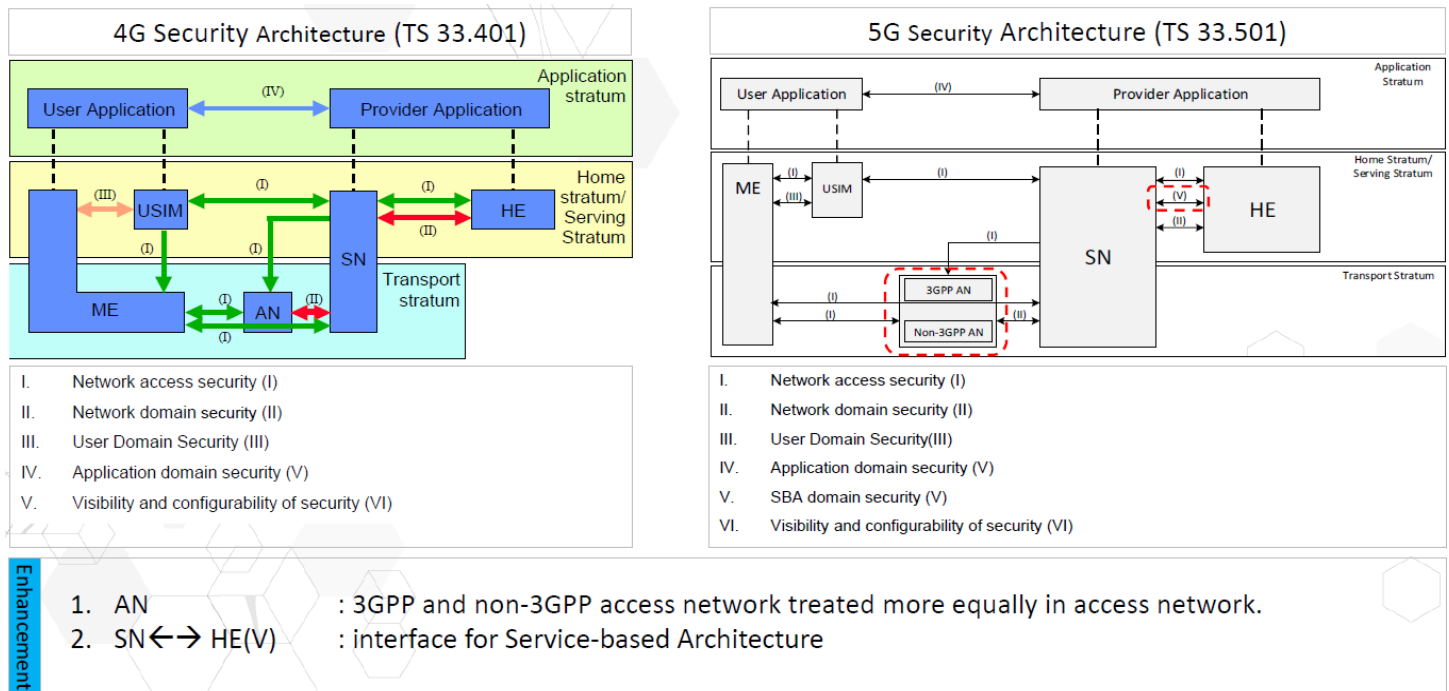 4G Security Architecture (TS 33.401)
Application
stratum
User Application
(IV)
Provider Application
Home
stratum/
Serving
Stratum
(III)
USIM
(I)
SN
(I)
(II)
HE
(I)
(I)
Transport
stratum
ME
(I)
AN
(II)
(I)
I. Network access security (I)
II. Network domain security (II)
III. User Domain Security (III)
IV. Application domain security (V)
V. Visibility and configurability of security (VI)
5G Security Architecture (TS 33.501)
Application
Stratum
User Application
(IV)
Provider Application
Home Stratum/
Serving Stratum
ME
(I)
(III)
USIM
(I)
SN
(I)
(V)
(II)
HE
(I)
Transport Stratum
3GPP AN
(I)
(I)
(II)
Non-3GPP AN
I. Network access security (I)
II. Network domain security (II)
III. User Domain Security(III)
IV. Application domain security (V)
V. SBA domain security (V)
VI. Visibility and configurability of security (VI)
Enhancement
1. AN : 3GPP and non-3GPP access network treated more equally in access network.
2. SN←→ HE(V) : interface for Service-based Architecture